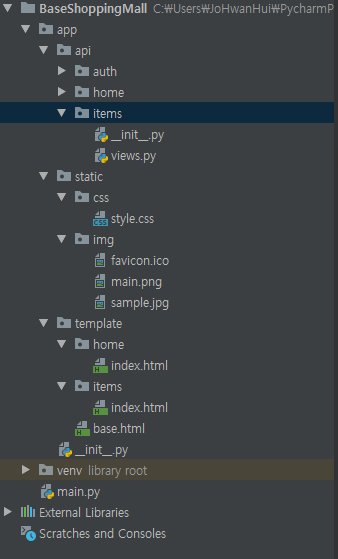 BaseShoppingMall C:₩Users₩JoHwanHui₩PycharmP
app
api
auth
home
items
__init__.py
views.py
static
css
style.css
img
favicon.ico
main.png
sample.jpg
template
home
index.html
items
index.html
base.html
__init__.py
venv library root
main.py
External Libraries
Scratches and Consoles